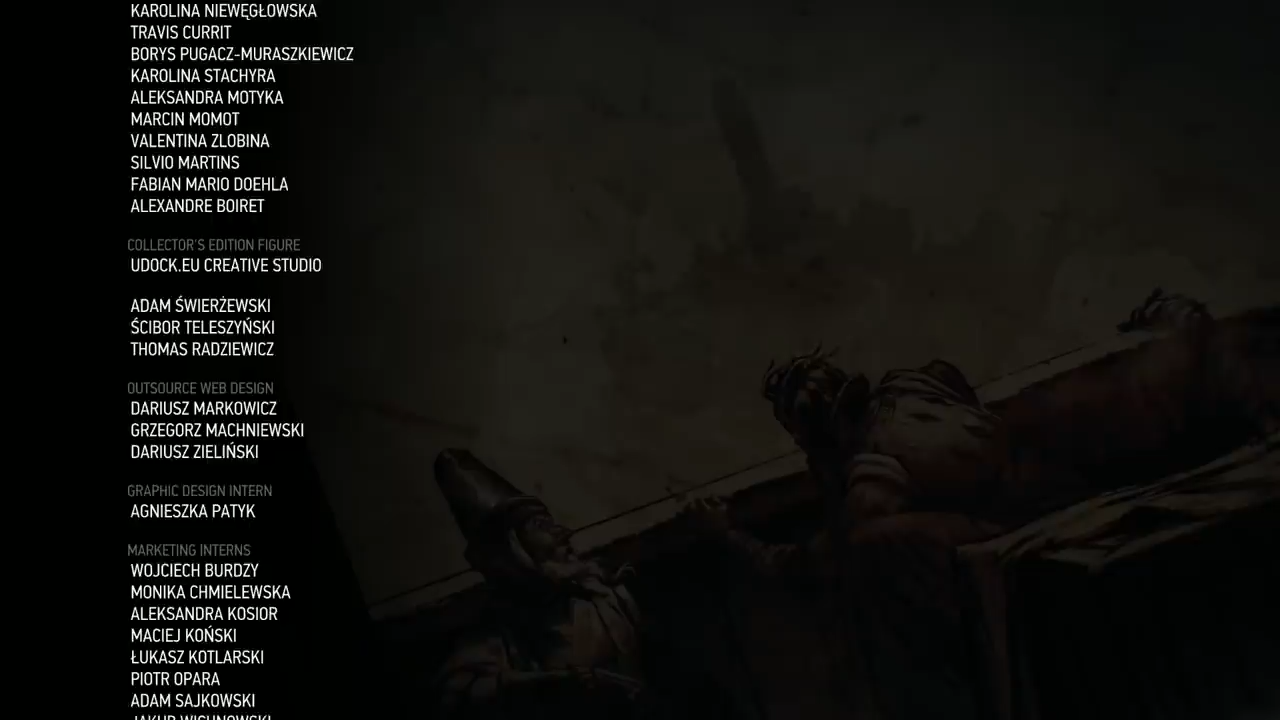 KAROLINA NIEWĘGŁOWSKA
TRAVIS CURRIT
BORYS PUGACZ-MURASZKIEWICZ
KAROLINA STACHYRA
ALEKSANDRA MOTYKA
MARCIN MOMOT
VALENTINA ZLOBINA
SILVIO MARTINS
FABIAN MARIO DOEHLA
ALEXANDRE BOIRET
COLLECTOR'S EDITION FIGURE
UDOCK.EU CREATIVE STUDIO
ADAM ŚWIERŻEWSKI
ŚCIBOR TELESZYŃSKI
THOMAS RADZIEWICZ
OUTSOURCE WEB DESIGN
DARIUSZ MARKOWICZ
GRZEGORZ MACHNIEWSKI
DARIUSZ ZIELIŃSKI
GRAPHIC DESIGN INTERN
AGNIESZKA PATYK
MARKETING INTERNS
WOJCIECH BURDZY
MONIKA CHMIELEWSKA
ALEKSANDRA KOSIOR
MACIEJ KOŃSKI
ŁUKASZ KOTLARSKI
PIOTR OPARA
ADAM SAJKOWSKI
JAKUB